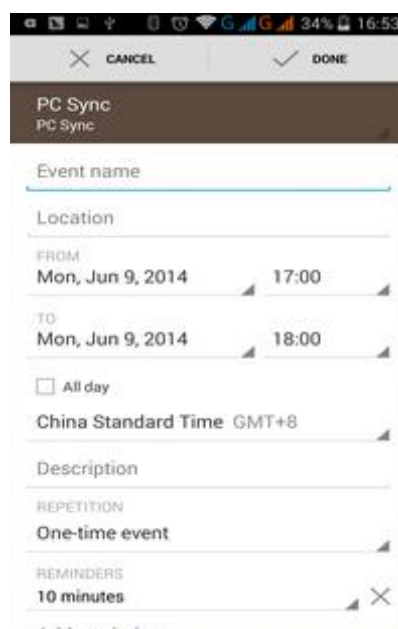 G G 34% 16:53
CANCEL DONE
PC Sync
PC Sync
Event name
Location
FROM
Mon, Jun 9, 2014 17:00
TO
Mon, Jun 9, 2014 18:00
All day
China Standard Time GMT+8
Description
REPETITION
One-time event
REMINDERS
10 minutes